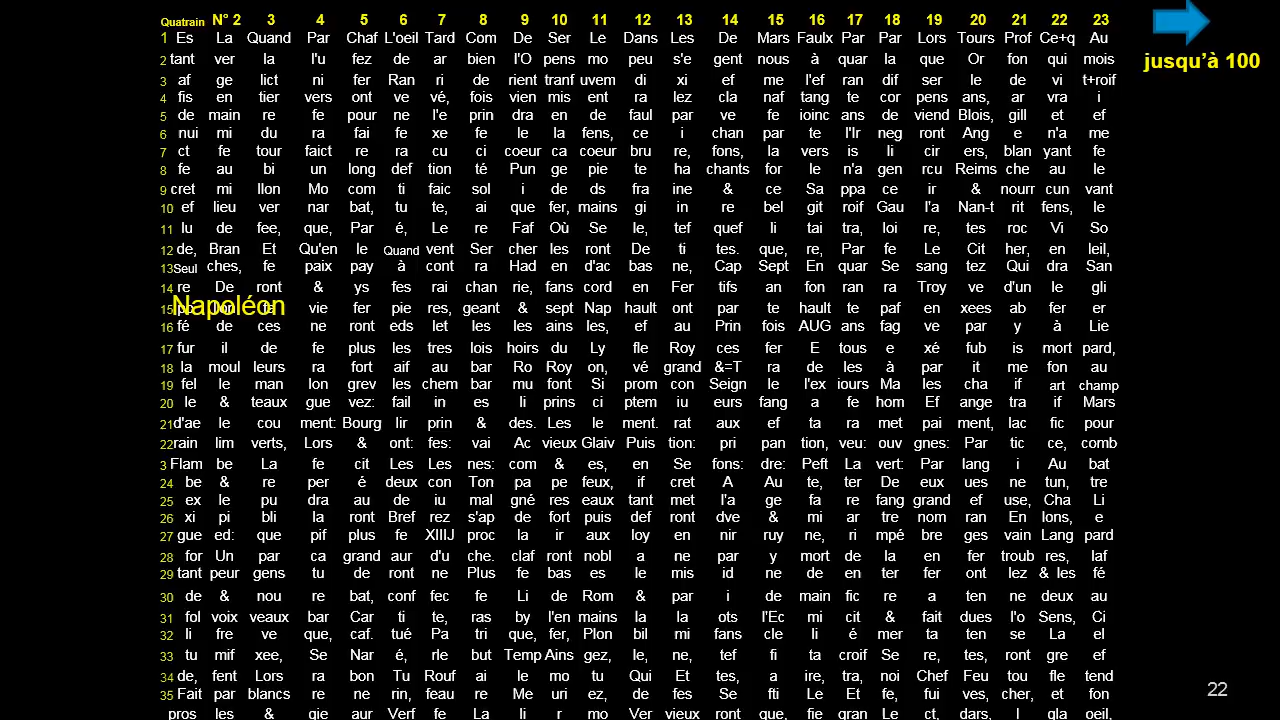 Quatrain N° 2 3 4 5 6 7 8 9 10 11 12 13 14 15 16 17 18 19 20 21 22 23
jusqu'à 100
1 Es La Quand Par Chaf L'oeil Tard Com De Ser Le Dans Les De Mars Faulx Par Par Lors Tours Prof Ce+q Au
2 tant ver la l'u fez de ar bien l'O pens mo peu s'e gent nous à quar la que Or fon qui mois
3 af ge lict ni fer Ran ri de rient tranf uvem di xi ef me l'ef ran dif ser le de vi t+roif
4 fis en tier vers ont ve vé, fois vien mis ent ra lez cla naf tang te cor pens ans, ar vra i
5 de main re fe pour ne l'e prin dra en de faul par ve fe ioinc ans de viend Blois, gill et ef
6 nui mi du ra fai fe xe fe le la fens, ce i chan par te l'Ir neg ront Ang e n'a me
7 ct fe tour faict re ra cu ci coeur ca coeur bru re, fons, la vers is li cir ers, blan yant fe
8 fe au bi un long def tion té Pun ge pie te ha chants for le n'a gen rcu Reims che au le
9 cret mi llon Mo com ti faic sol i de ds fra ine & ce Sa ppa ce ir & nourr cun vant
10 ef lieu ver nar bat, tu te, ai que fer, mains gi in re bel git roif Gau l'a Nan-t rit fens, le
11 lu de fee, que, Par é, Le re Faf Où Se le, tef quef li tai tra, loi re, tes roc Vi So
12 de, Bran Et Qu'en le Quand vent Ser cher les ront De ti tes. que, re, Par fe Le Cit her, en leil,
13Seul ches, fe paix pay à cont ra Had en d'ac bas ne, Cap Sept En quar Se sang tez Qui dra San
14 re De ront & ys fes rai chan rie, fans cord en Fer tifs an fon ran ra Troy ve d'un le gli
Napoléon
15 vie fer pie res, geant & sept Nap hault ont par te hault te paf en xees ab fer er
16 fé de ces ne ront eds let les les ains les, ef au Prin fois AUG ans fag ve par y à Lie
17 fur il de fe plus les tres lois hoirs du Ly fle Roy ces fer E tous e xé fub is mort pard,
18 la moul leurs ra fort aif au bar Ro Roy on, vé grand &=T ra de les à par it me fon au
19 fel le man lon grev les chem bar mu font Si prom con Seign le l'ex iours Ma les cha if art champ
20 le & teaux gue vez: fail in es li prins ci ptem iu eurs fang a fe hom Ef ange tra if Mars
21d'ae le cou ment: Bourg lir prin & des. Les le ment. rat aux ef ta ra met pai ment, lac fic pour
22rain lim verts, Lors & ont: fes: vai Ac vieux Glaiv Puis tion: pri pan tion, veu: ouv gnes: Par tic ce, comb
3 Flam be La fe cit Les Les nes: com & es, en Se fons: dre: Peft La vert: Par lang i Au bat
24 be & re per é deux con Ton pa pe feux, if cret A Au te, ter De eux ues ne tun, tre
25 ex le pu dra au de iu mal gné res eaux tant met l'a ge fa re fang grand ef use, Cha Li
26 xi pi bli la ront Bref rez s'ap de fort puis def ront dve & mi ar tre nom ran En lons, e
27 gue ed: que pif plus fe XIIIJ proc la ir aux loy en nir ruy ne, ri mpé bre ges vain Lang pard
28 for Un par ca grand aur d'u che. claf ront nobl a ne par y mort de la en fer troub res, laf
29 tant peur gens tu de ront ne Plus fe bas es le mis id ne de en ter fer ont lez & les fé
30 de & nou re bat, conf fec fe Li de Rom & par i de main fic re a ten ne deux au
31 fol voix veaux bar Car ti te, ras by l'en mains la la ots l'Ec mi cit & fait dues l'o Sens, Ci
32 li fre ve que, caf. tué Pa tri que, fer, Plon bil mi fans cle li é mer ta ten se La el
33 tu mif xee, Se Nar é, rle but Temp Ains gez, le, ne, tef fi ta croif Se re, tes, ront gre ef
34 de, fent Lors ra bon Tu Rouf ai le mo tu Qui Et tes, a ire, tra, noi Chef Feu tou fle tend
35 Fait par blancs re ne rin, feau re Me uri ez, de fes Se fti Le Et fe, fui ves, cher, et fon
pros les & gie aur Verf fe La li r mo Ver vieux ront que, fie gran Le ct, dars, l gla oeil,
22